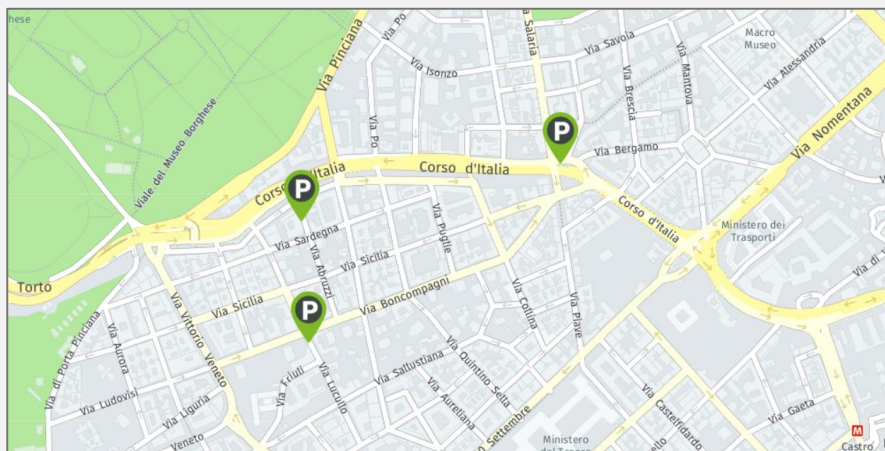 hese
Via Pinciana
Viale del Museo Borghese
Via Po
Via Isonzo
Via Po
Via Salaria
Via Savoia
Macro
Museo
Via Alessandria
Via Brescia
Via Mantova
Via Nomentana
Via Bergamo
P
Corso d'Italia
Corso d'Italia
P
Corso d'Italia
Ministero dei
Trasporti
Via Sardegna
Via Puglie
Via Sicilia
Via Abruzzi
Torto
Via Sicilia
Via Boncompagni
P
Via Collina
Via Piave
Via di
Via di Porta Pinciana
Via Aurora
Via Vittorio Veneto
Via Sallustiana
Via Quintino Sella
Via Friuli
Via Lucullo
Via Ludovisi
Via Liguria
Via Aureliana
Settembre
Via Castelfidardo
Via Gaeta
Veneto
Ministero
M
Castro